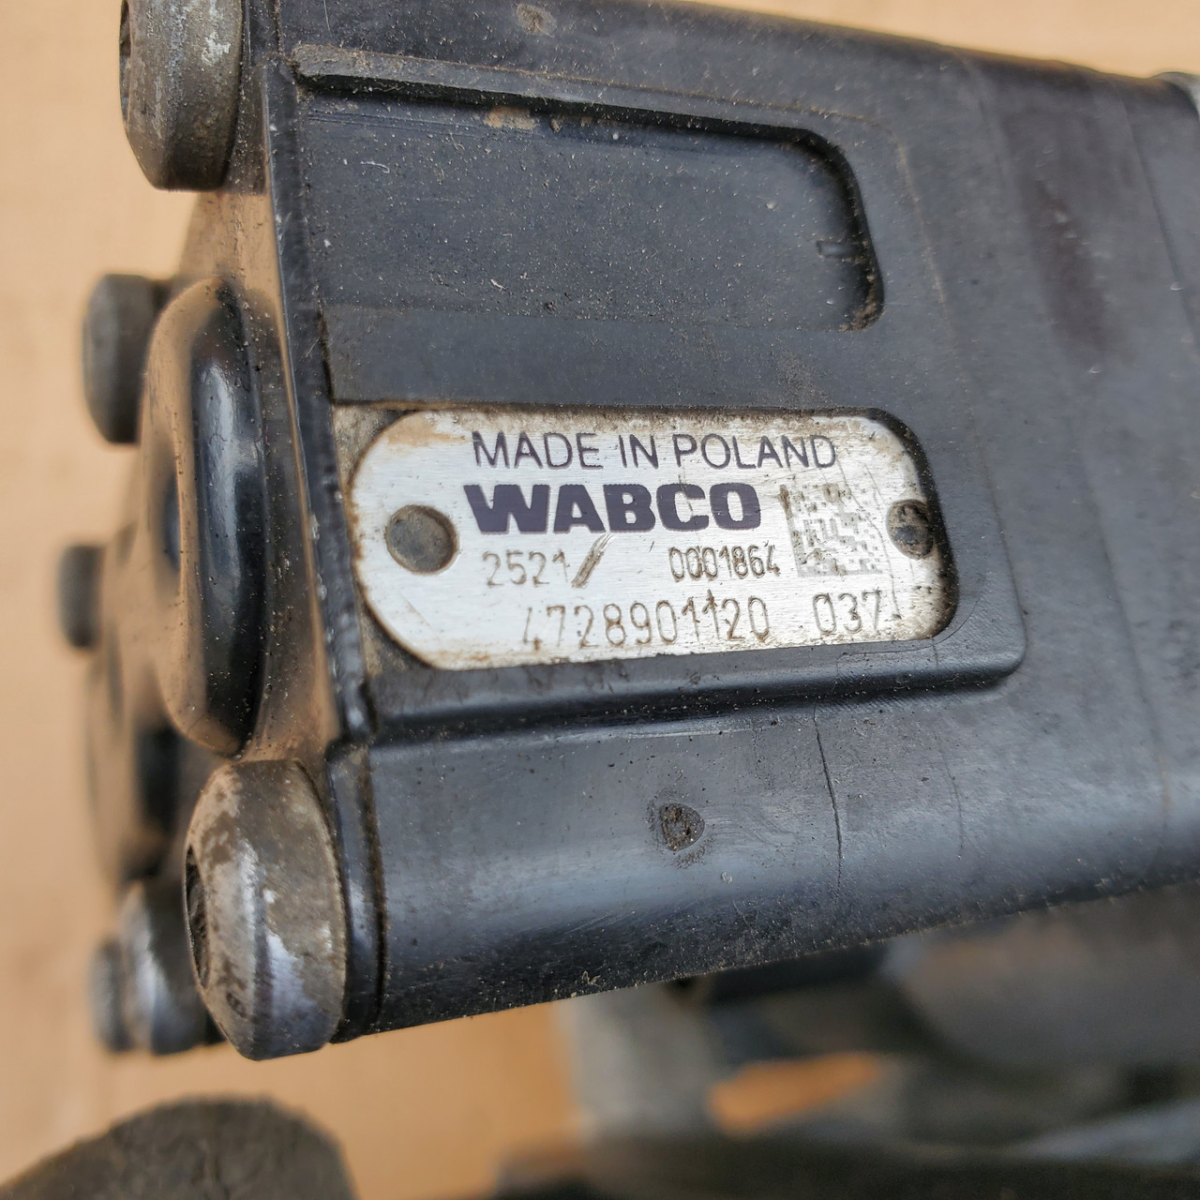 MADE IN POLAND
WABCO
2521/ 0001864
4728901120 037